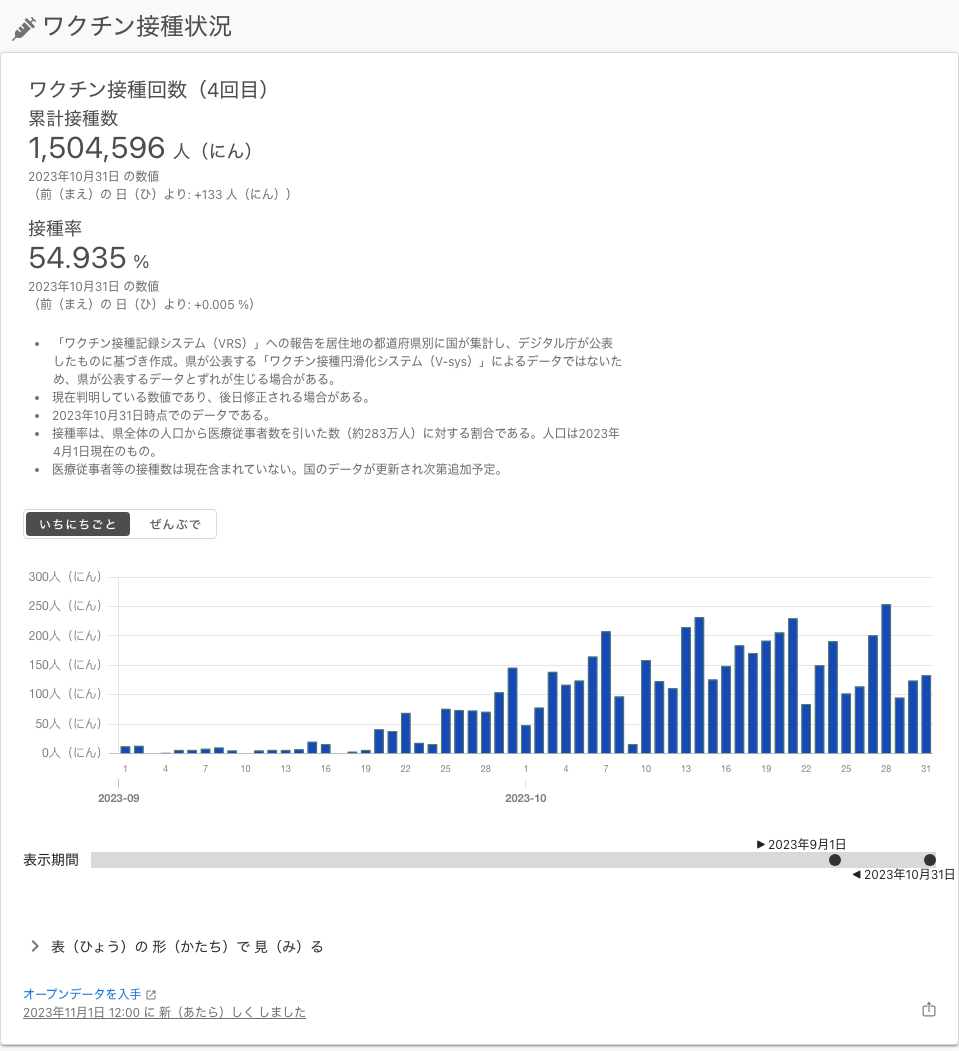 ワクチン接種状況
ワクチン接種回数（4回目）
累計接種数
1,504,596 人（にん）
2023年10月31日 の数値
（前（まえ）の 日（ひ）より: +133 人（にん））
接種率
54.935 %
2023年10月31日 の数値
（前（まえ）の 日（ひ）より: +0.005 %）
• 「ワクチン接種記録システム（VRS）」への報告を居住地の都道府県別に国が集計し、デジタル庁が公表
したものに基づき作成。県が公表する「ワクチン接種円滑化システム（V-sys）」によるデータではないた
め、県が公表するデータとずれが生じる場合がある。
• 現在判明している数値であり、後日修正される場合がある。
• 2023年10月31日時点でのデータである。
• 接種率は、県全体の人口から医療従事者数を引いた数（約283万人）に対する割合である。人口は2023年
4月1日現在のもの。
• 医療従事者等の接種数は現在含まれていない。国のデータが更新され次第追加予定。
いちにちごと ぜんぶで
300人（にん）
250人（にん）
200人（にん）
150人（にん）
100人（にん）
50人（にん）
0人（にん）
1 4 7 10 13 16 19 22 25 28 1 4 7 10 13 16 19 22 25 28 31
2023-09 2023-10
▶ 2023年9月1日
表示期間
◀ 2023年10月31日
表（ひょう）の 形（かたち）で 見（み）る
オープンデータを入手
2023年11月1日 12:00 に 新（あたら）しく しました